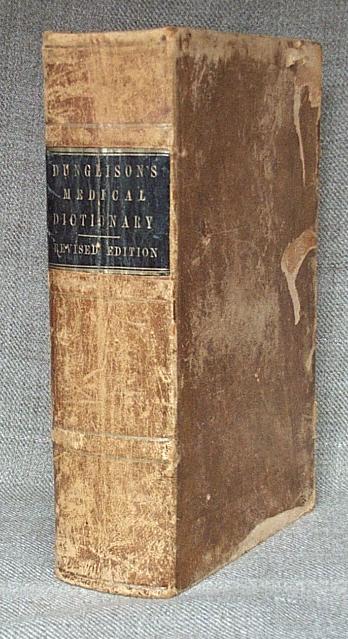 DUNGLISON'S
MEDICAL
DICTIONARY
REVISED EDITION